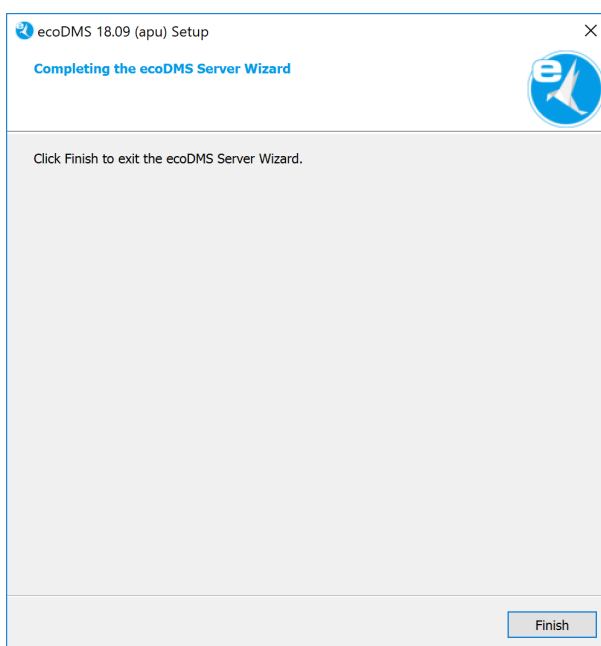 ecoDMS 18.09 (apu) Setup
Completing the ecoDMS Server Wizard
e
Click Finish to exit the ecoDMS Server Wizard.
Finish